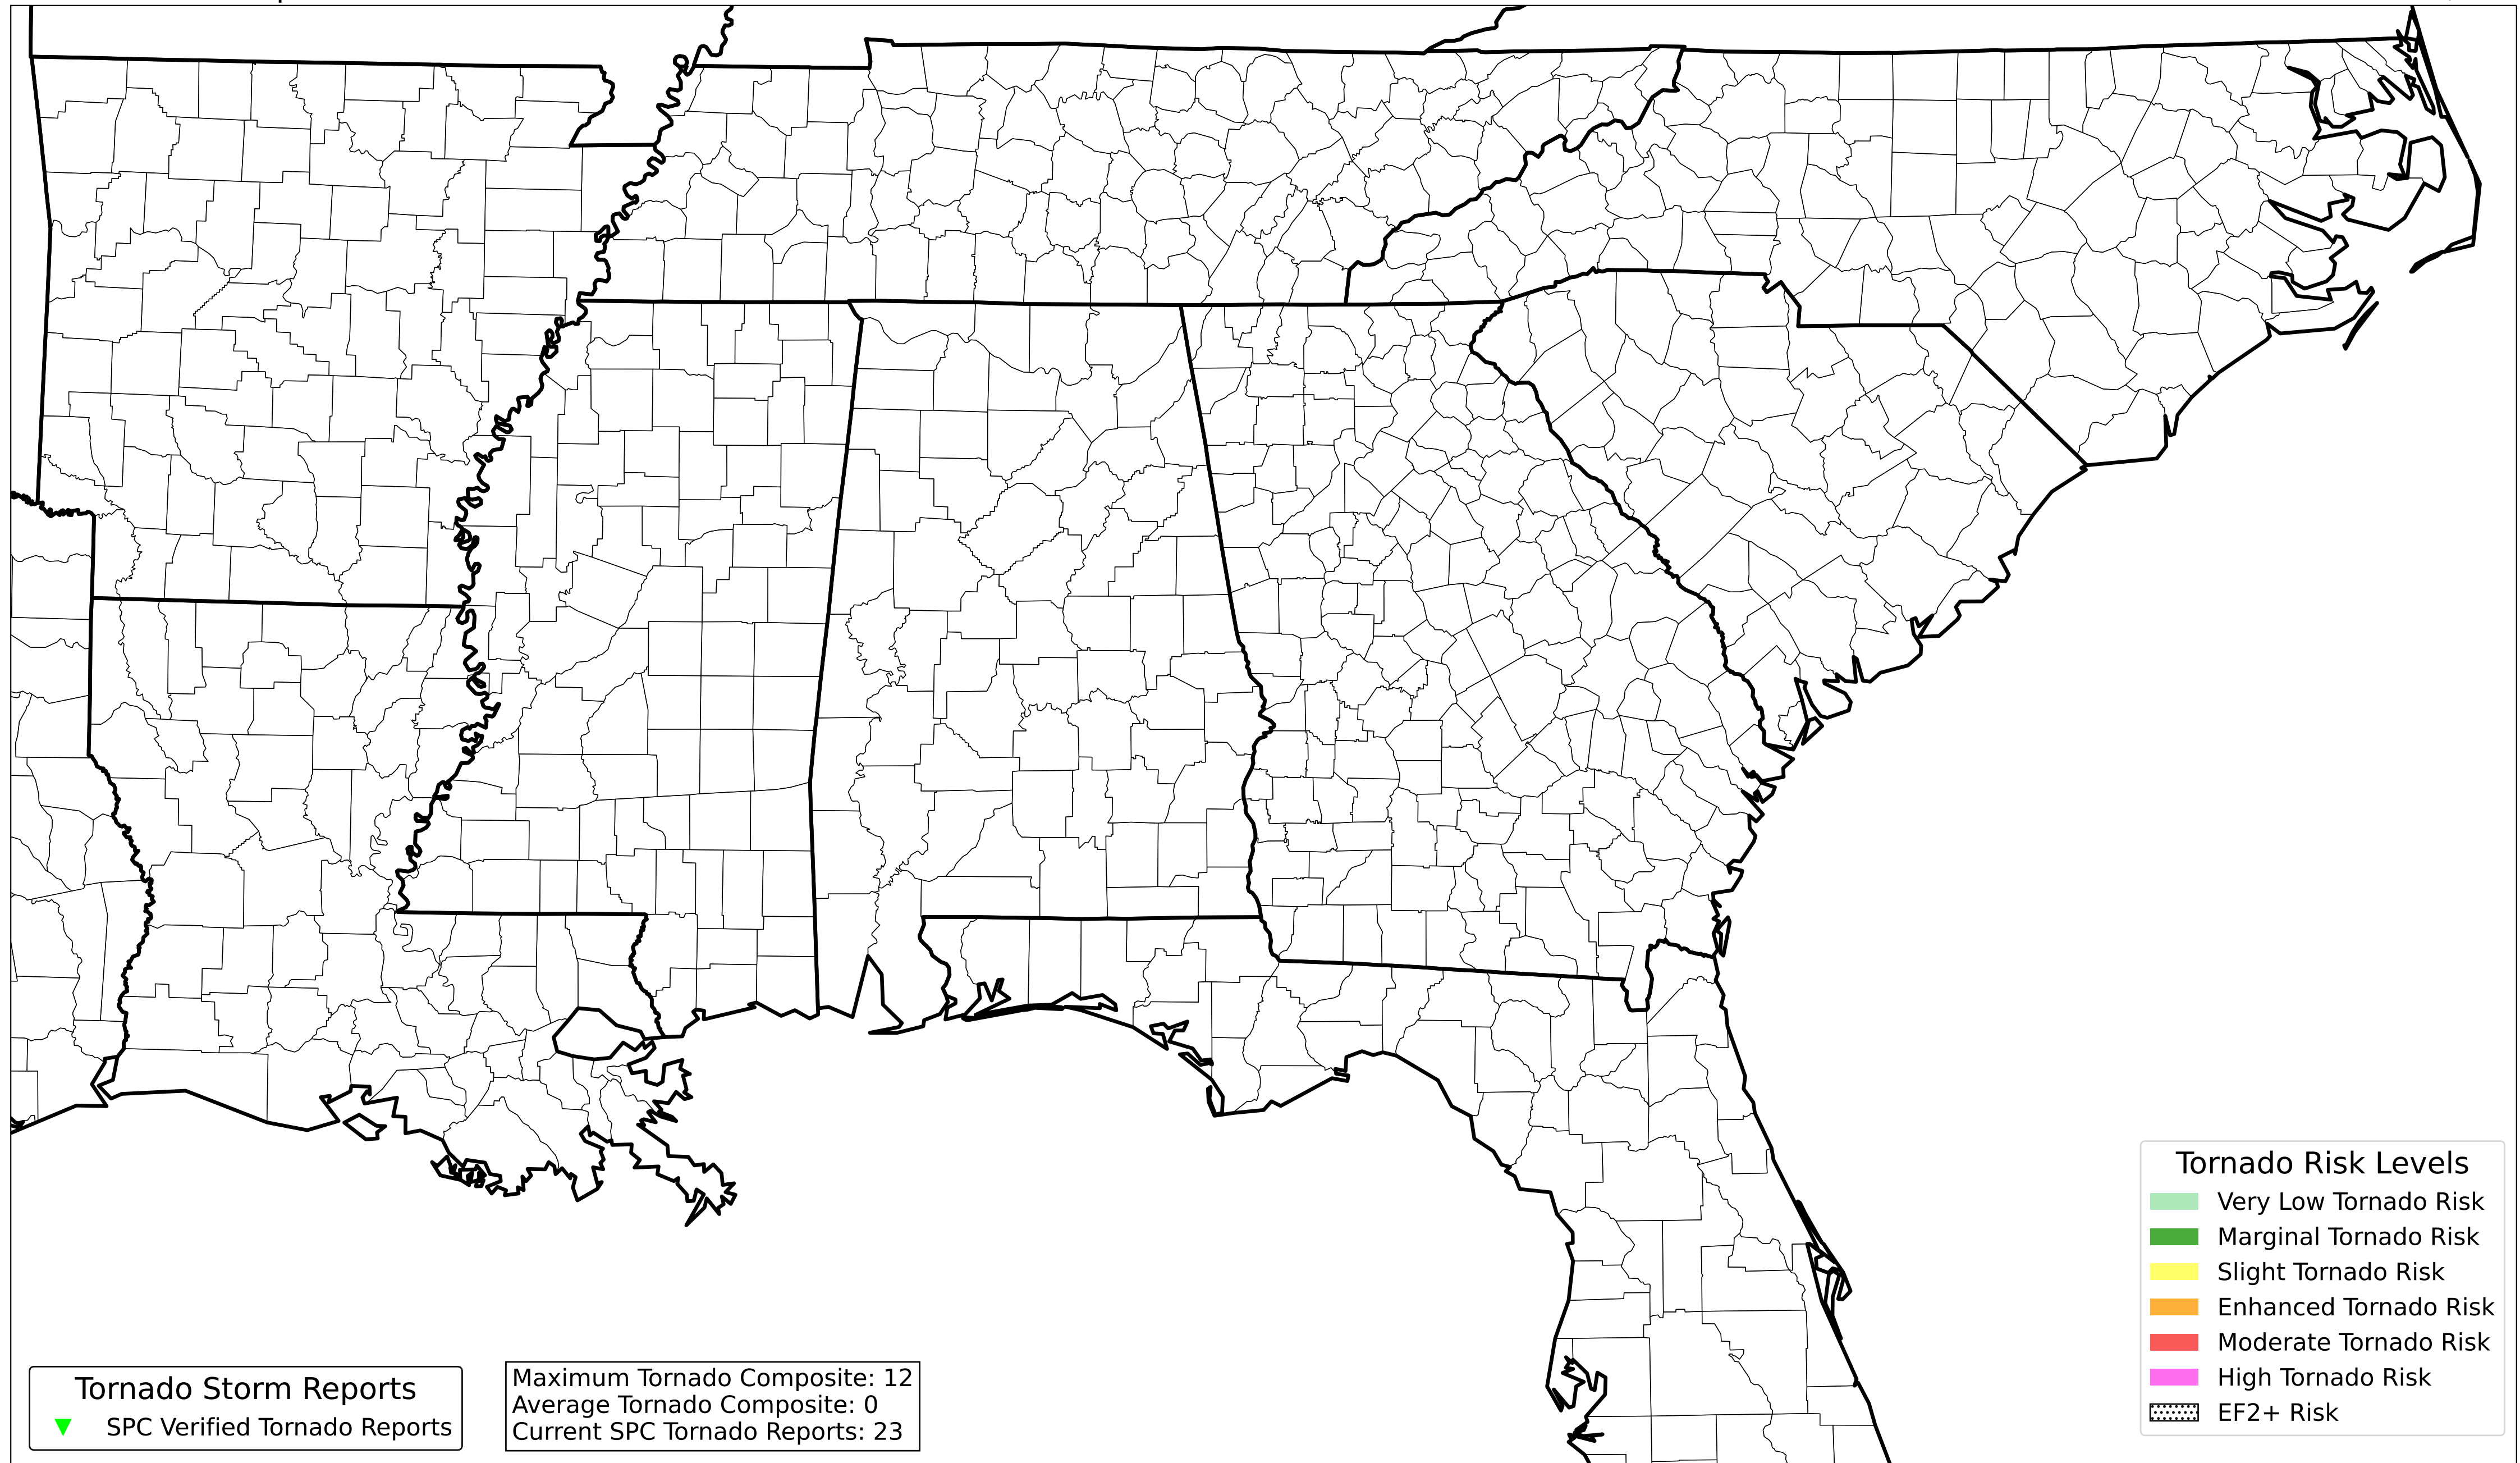 Tornado Risk Levels
Very Low Tornado Risk
Marginal Tornado Risk
Slight Tornado Risk
Enhanced Tornado Risk
Moderate Tornado Risk
High Tornado Risk
EF2+ Risk
Tornado Storm Reports
SPC Verified Tornado Reports
Maximum Tornado Composite: 12
Average Tornado Composite: 0
Current SPC Tornado Reports: 23